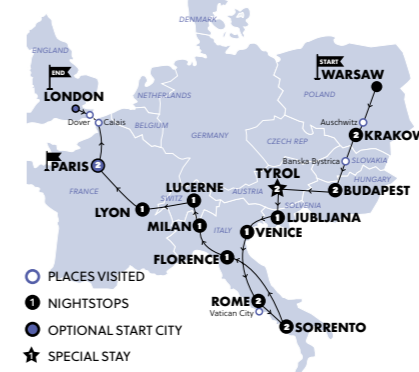 DENMARK
ENGLAND
END
START
WARSAW
LONDON
NETHERLANDS
POLAND
Dover
Calais
BELGIUM
Auschwitz
2
KRAKOW
GERMANY
CZECH REP
Banska Bystrica
SLOVAKIA
PARIS
2
TYROL
HUNGARY
2
2
BUDAPEST
FRANCE
LUCERNE
AUSTRIA
SWITZ
1
SOLVENIA
LYON
1
1
LJUBLJANA
MILAN
1
1
VENICE
ITALY
FLORENCE
1
PLACES VISITED
1
NIGHTSTOPS
ROME
2
Vatican City
OPTIONAL START CITY
2
SORRENTO
1
SPECIAL STAY